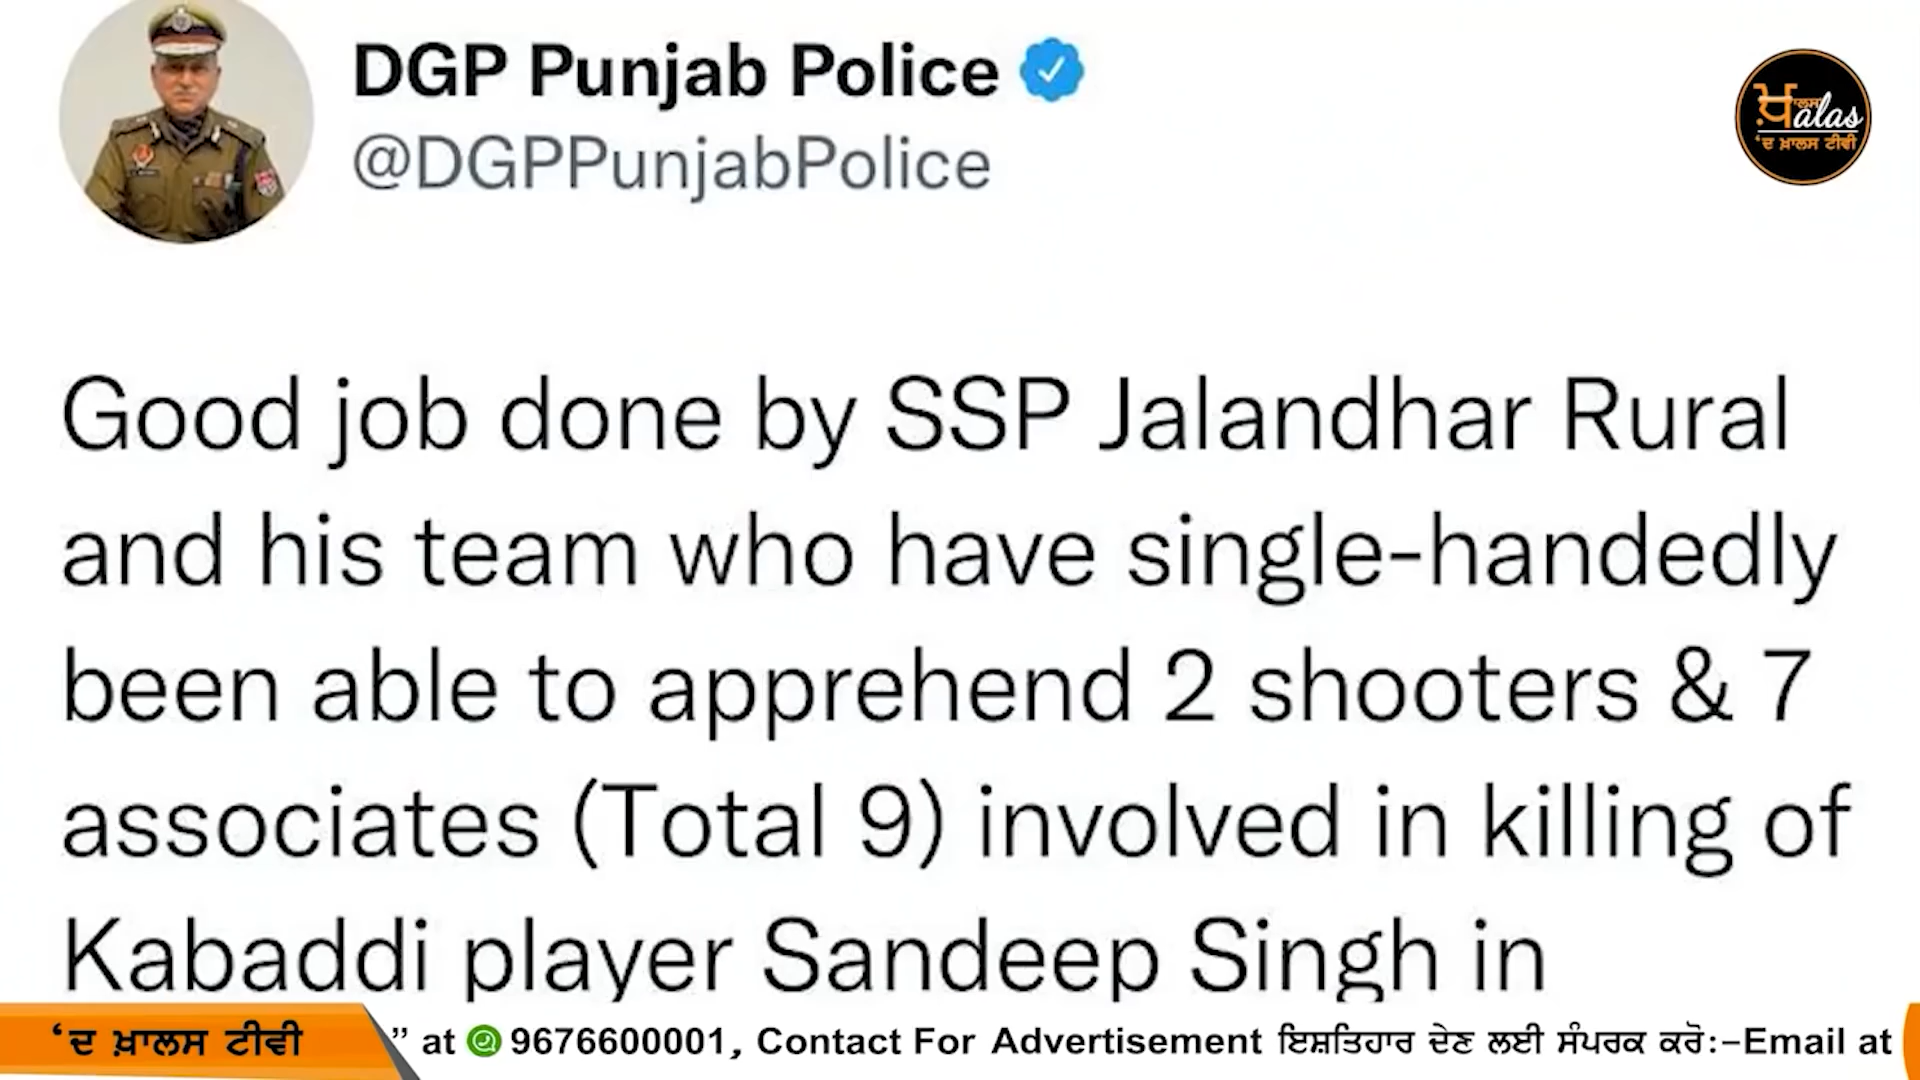 DGP Punjab Police
@DGPPunjabPolice
ਖ਼ਾਲਸalas
‘ਦ ਖ਼ਾਲਸ ਟੀਵੀ
Good job done by SSP Jalandhar Rural
and his team who have single-handedly
been able to apprehend 2 shooters & 7
associates (Total 9) involved in killing of
Kabaddi player Sandeep Singh in
‘ਦ ਖ਼ਾਲਸ ਟੀਵੀ
” at 9676600001, Contact For Advertisement ਇਸ਼ਤਿਹਾਰ ਦੇਣ ਲਈ ਸੰਪਰਕ ਕਰੋ:-Email at